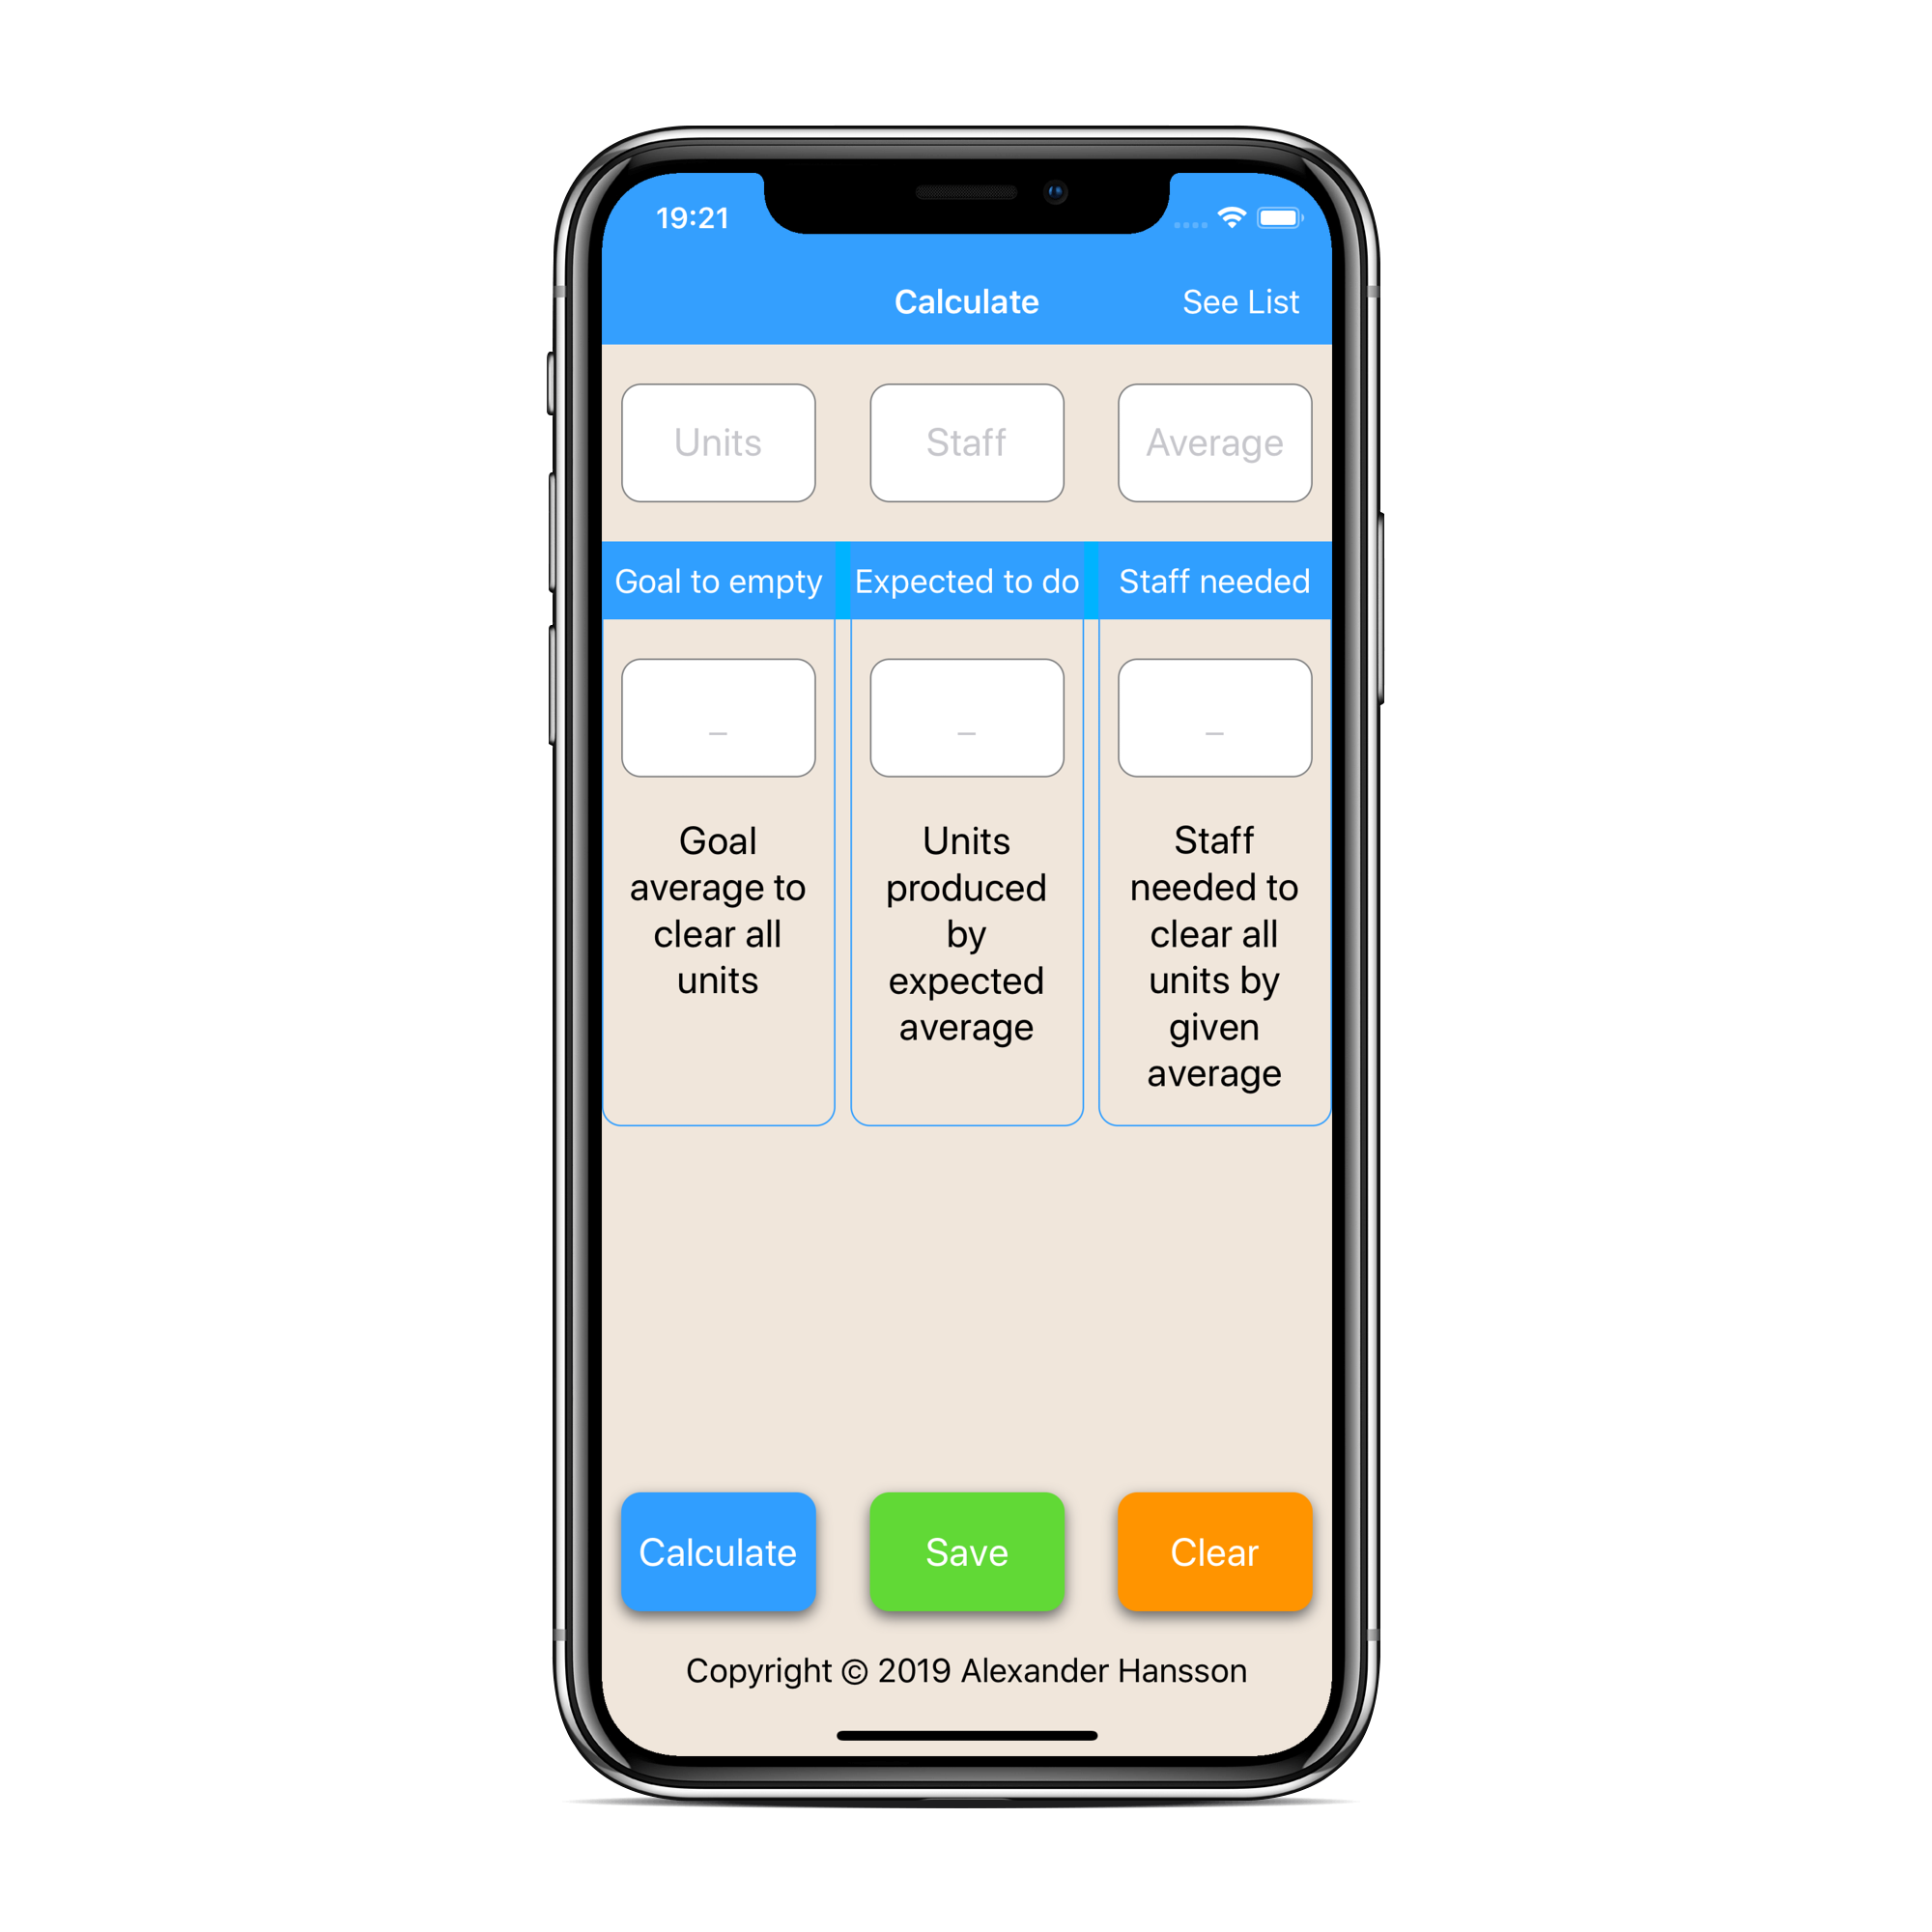 19:21
Calculate See List
Units Staff Average
Goal to empty Expected to do Staff needed
_ _ _
Goal
average to
clear all
units
Units
produced
by
expected
average
Staff
needed to
clear all
units by
given
average
Calculate Save Clear
Copyright © 2019 Alexander Hansson